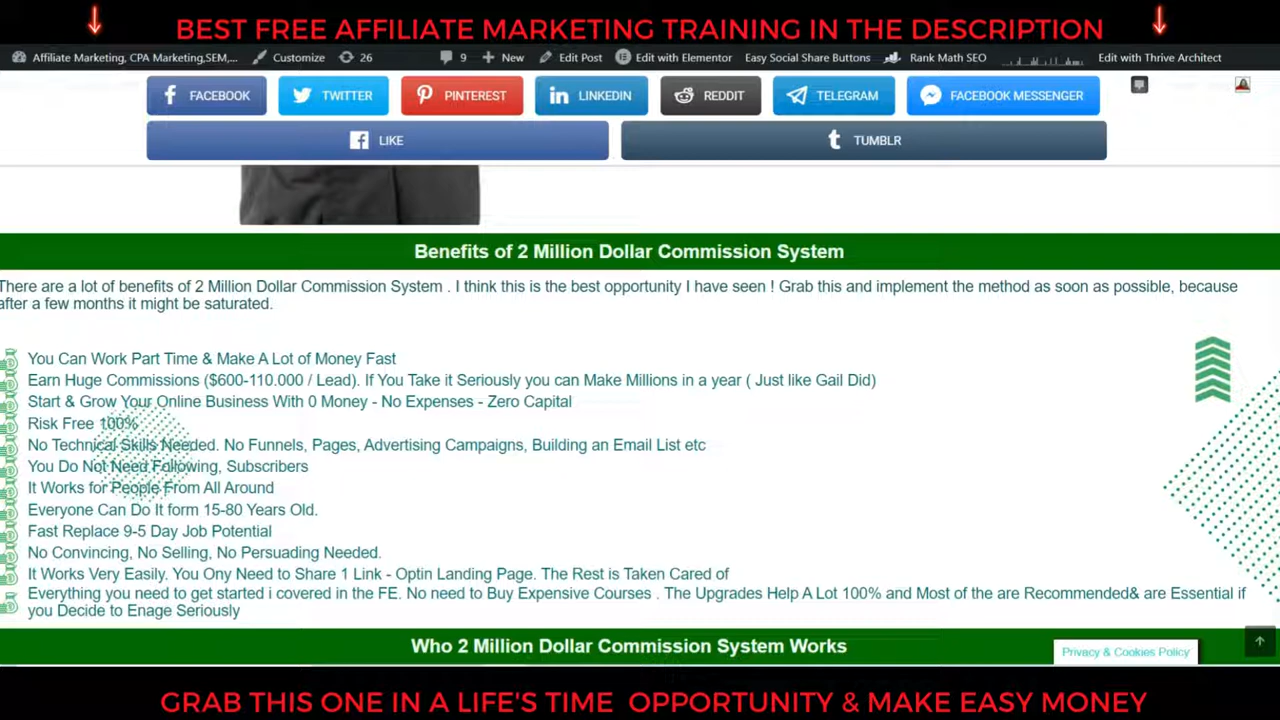 BEST FREE AFFILIATE MARKETING TRAINING IN THE DESCRIPTION
Affiliate Marketing, CPA Marketing,SEM,... Customize 26 9 New Edit Post Edit with Elementor Easy Social Share Buttons Rank Math SEO Edit with Thrive Architect
FACEBOOK TWITTER PINTEREST LINKEDIN REDDIT TELEGRAM FACEBOOK MESSENGER
LIKE TUMBLR
Benefits of 2 Million Dollar Commission System
There are a lot of benefits of 2 Million Dollar Commission System . I think this is the best opportunity I have seen ! Grab this and implement the method as soon as possible, because
after a few months it might be saturated.
You Can Work Part Time & Make A Lot of Money Fast
Earn Huge Commissions ($600-110.000 / Lead). If You Take it Seriously you can Make Millions in a year ( Just like Gail Did)
Start & Grow Your Online Business With 0 Money - No Expenses - Zero Capital
Risk Free 100%
No Technical Skills Needed. No Funnels, Pages, Advertising Campaigns, Building an Email List etc
You Do Not Need Following, Subscribers
It Works for People From All Around
Everyone Can Do It form 15-80 Years Old.
Fast Replace 9-5 Day Job Potential
No Convincing, No Selling, No Persuading Needed.
It Works Very Easily. You Ony Need to Share 1 Link - Optin Landing Page. The Rest is Taken Cared of
Everything you need to get started i covered in the FE. No need to Buy Expensive Courses . The Upgrades Help A Lot 100% and Most of the are Recommended& are Essential if
you Decide to Enage Seriously
Who 2 Million Dollar Commission System Works
Privacy & Cookies Policy
GRAB THIS ONE IN A LIFE'S TIME OPPORTUNITY & MAKE EASY MONEY